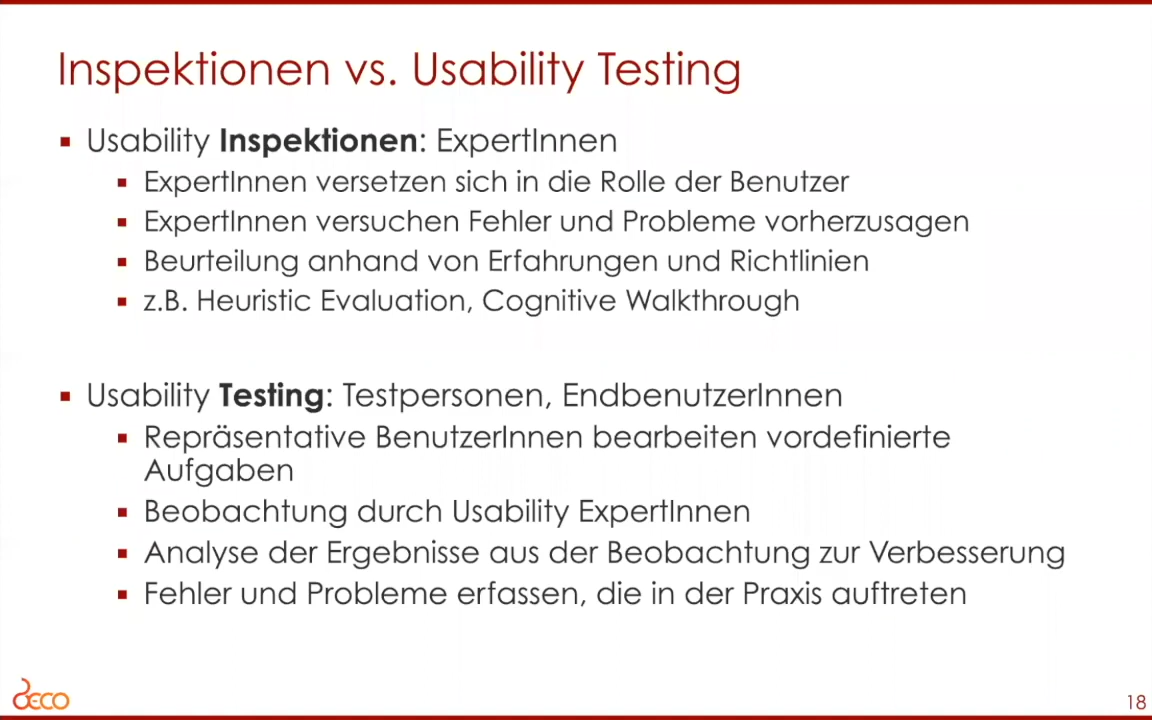 Inspektionen vs. Usability Testing
Usability Inspektionen: ExpertInnen
ExpertInnen versetzen sich in die Rolle der Benutzer
ExpertInnen versuchen Fehler und Probleme vorherzusagen
Beurteilung anhand von Erfahrungen und Richtlinien
z.B. Heuristic Evaluation, Cognitive Walkthrough
Usability Testing: Testpersonen, EndbenutzerInnen
Repräsentative BenutzerInnen bearbeiten vordefinierte
Aufgaben
Beobachtung durch Usability ExpertInnen
Analyse der Ergebnisse aus der Beobachtung zur Verbesserung
Fehler und Probleme erfassen, die in der Praxis auftreten
DECO
18